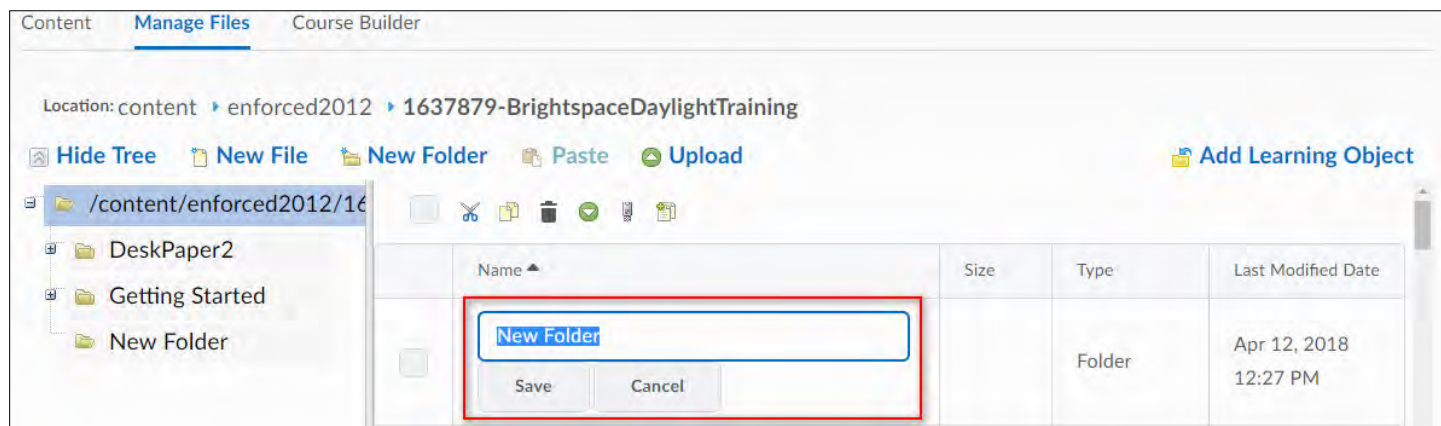 Content Manage Files Course Builder
Location: content enforced2012 1637879-BrightspaceDaylightTraining
Hide Tree New File New Folder Paste Upload Add Learning Object
/content/enforced2012/16
DeskPaper2
Name Size Type Last Modified Date
Getting Started
New Folder
New Folder
Folder
Apr 12, 2018
12:27 PM
Save Cancel